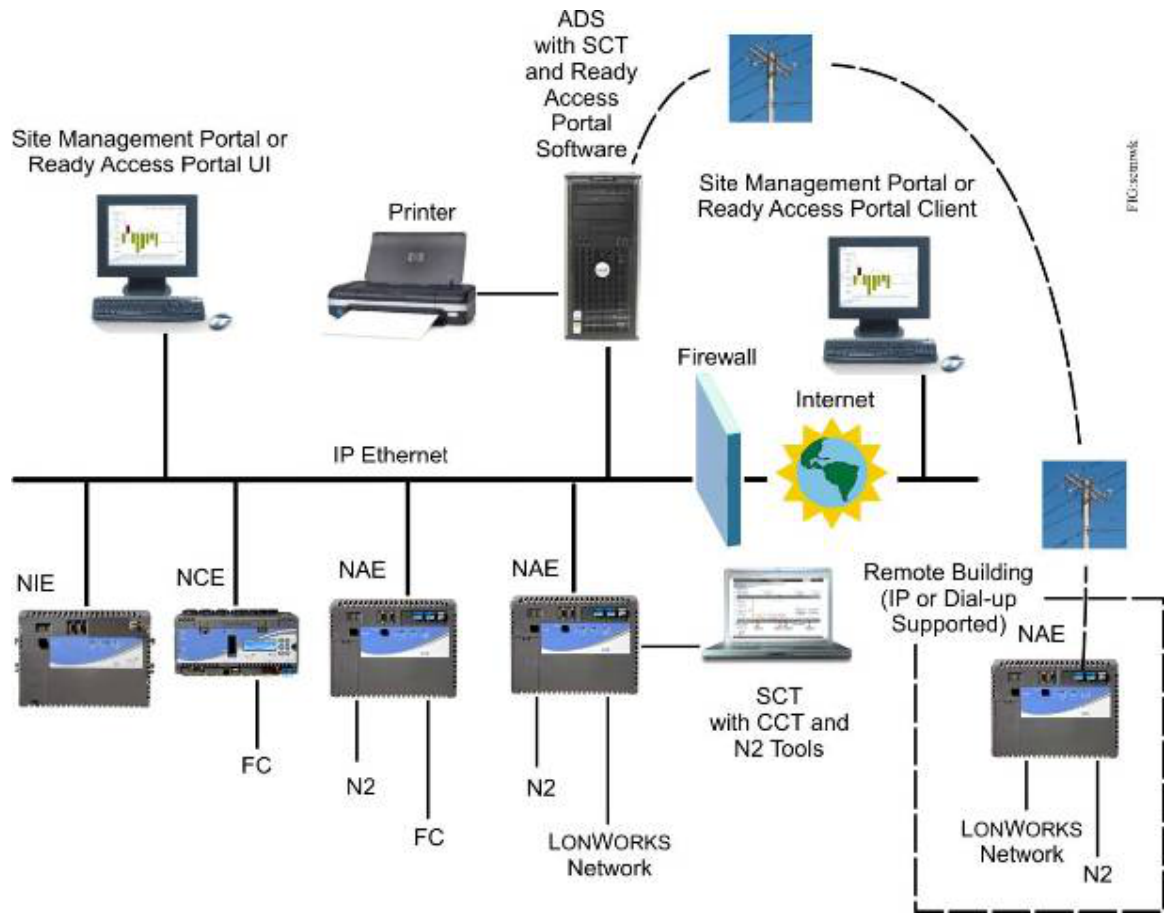 ADS
with SCT
and Ready
Access
Portal
Software
Site Management Portal or
Ready Access Portal UI
Printer
Site Management Portal or
Ready Access Portal Client
Firewall
Internet
IP Ethernet
NIE
NCE
NAE
NAE
Remote Building
(IP or Dial-up
Supported)
NAE
SCT
with CCT and
N2 Tools
FC
N2
FC
N2
LONWORKS
Network
LONWORKS
Network
N2